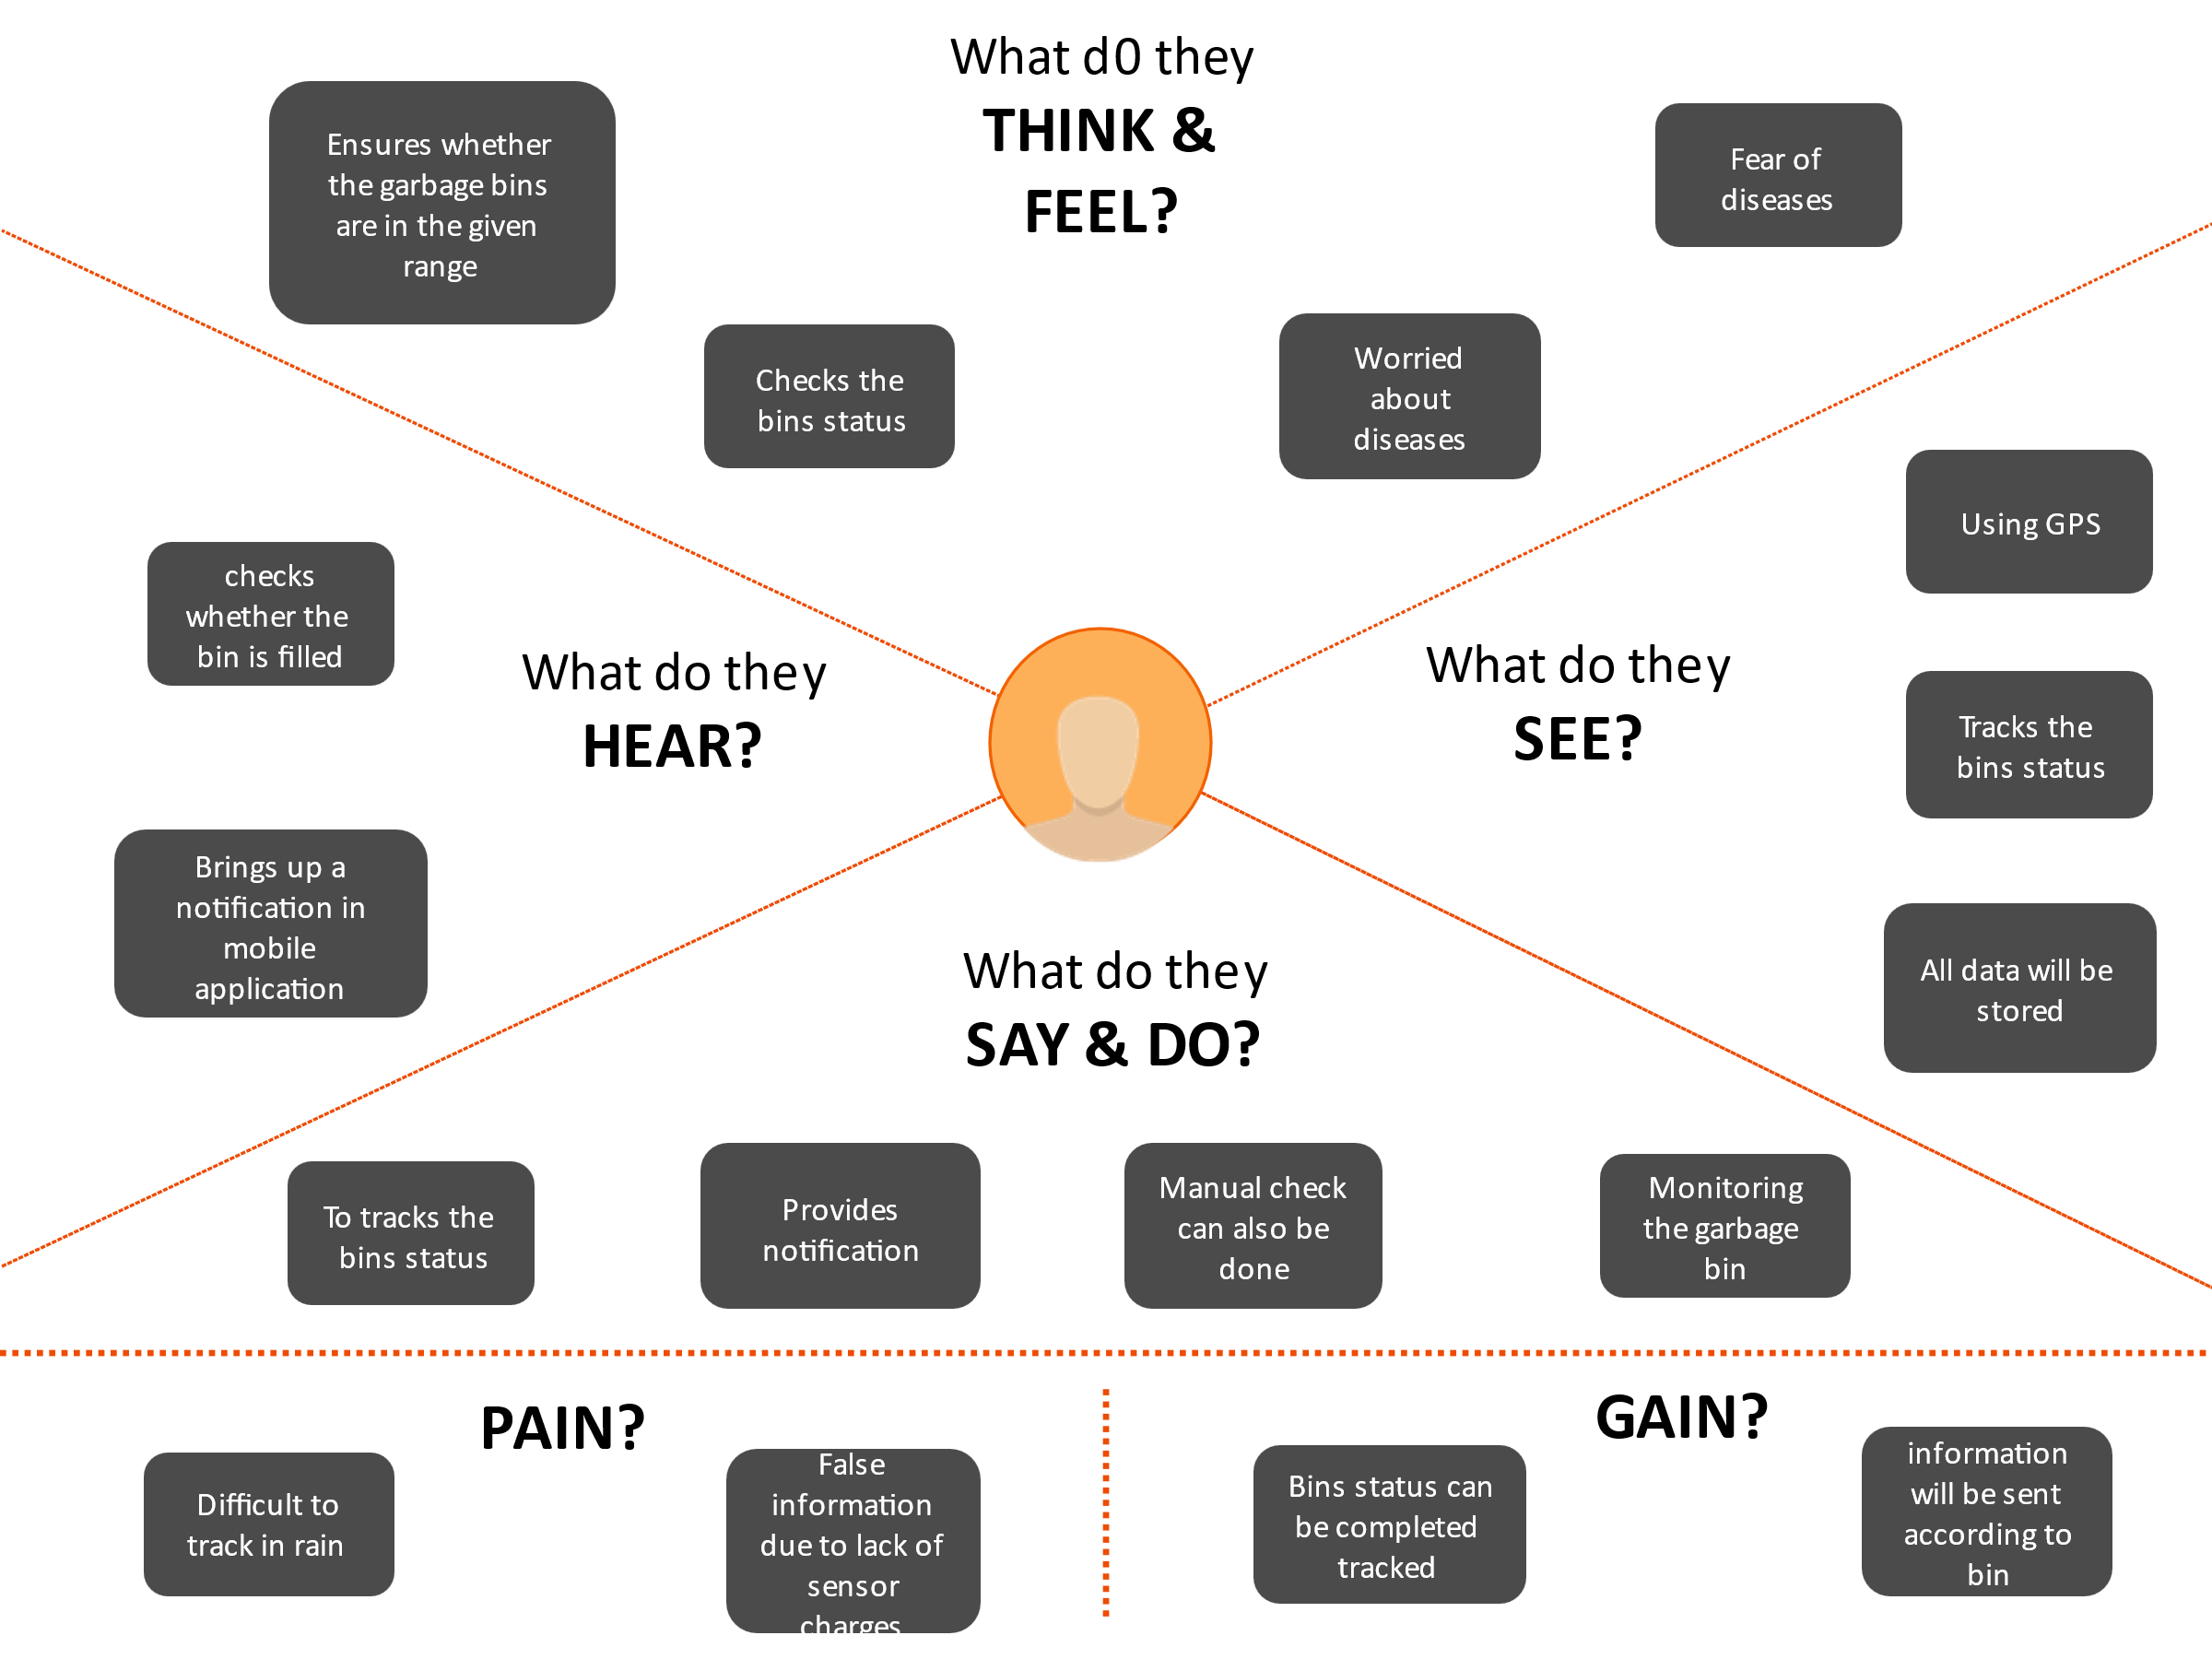 What d0 they
THINK &
FEEL?
Ensures whether
the garbage bins
are in the given
range
Fear of
diseases
Checks the
bins status
Worried
about
diseases
checks
whether the
bin is filled
What do they
HEAR?
Brings up a
notification in
mobile
application
What do they
SEE?
Using GPS
Tracks the
bins status
All data will be
stored
What do they
SAY & DO?
To tracks the
bins status
Provides
notification
Manual check
can also be
done
Monitoring
the garbage
bin
PAIN?
Difficult to
track in rain
False
information
due to lack of
sensor
charges
GAIN?
Bins status can
be completed
tracked
information
will be sent
according to
bin